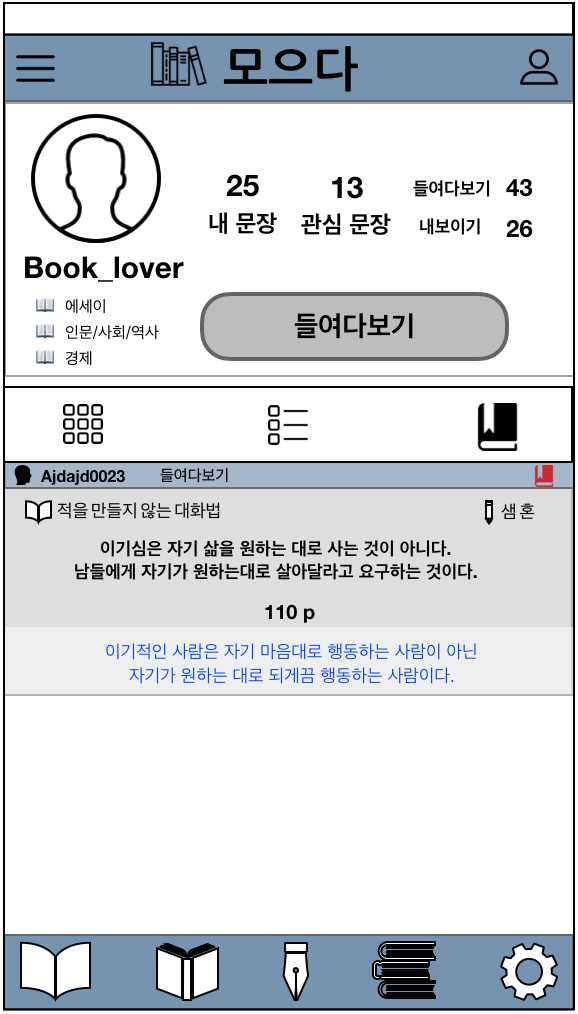 모으다
25
내 문장
13
관심 문장
들여다보기 43
내보이기 26
Book_lover
에세이
인문/사회/역사
경제
들여다보기
Ajdajd0023 들여다보기
적을 만들지 않는 대화법 샘 혼
이기심은 자기 삶을 원하는 대로 사는 것이 아니다.
남들에게 자기가 원하는대로 살아달라고 요구하는 것이다.
110 p
이기적인 사람은 자기 마음대로 행동하는 사람이 아닌
자기가 원하는 대로 되게끔 행동하는 사람이다.